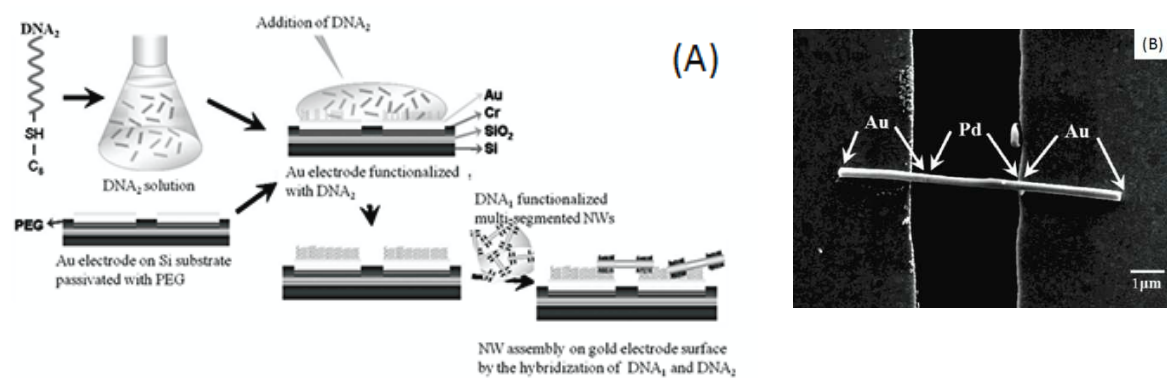 DNA₂
SH
C₆
DNA₂ solution
PEG
Au electrode on Si substrate
passivated with PEG
Addition of DNA₂
Au
Cr
SiO₂
Si
Au electrode functionalized
with DNA₂
DNA₁ functionalized
multi-segmented NWs
NW assembly on gold electrode surface
by the hybridization of DNA₁ and DNA₂
(A)
(B)
Au
Pd
Au
1μm